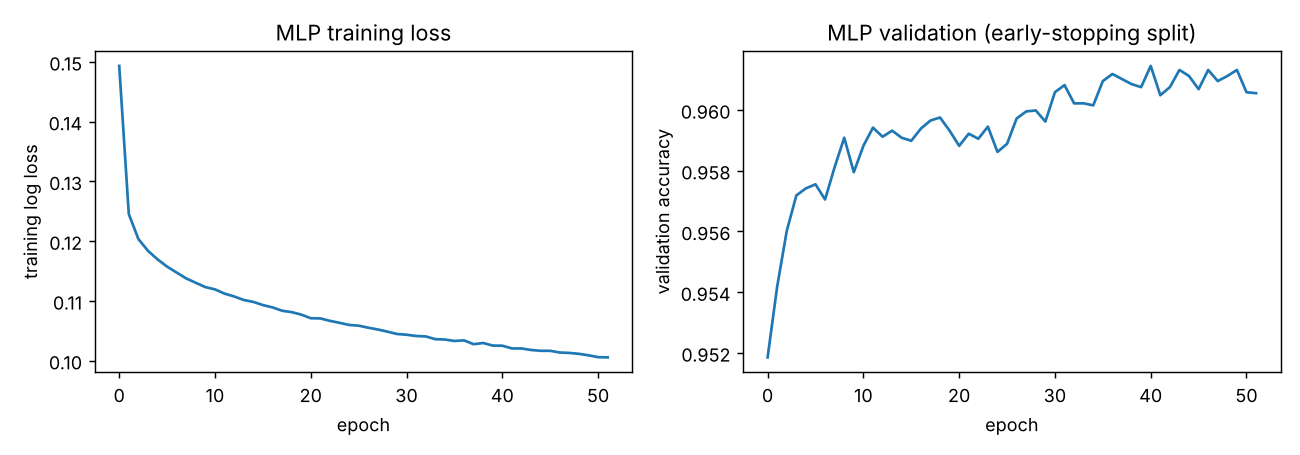 MLP training loss
training log loss
0.15
0.14
0.13
0.12
0.11
0.10
0 10 20 30 40 50
epoch
MLP validation (early-stopping split)
validation accuracy
0.960
0.958
0.956
0.954
0.952
0 10 20 30 40 50
epoch